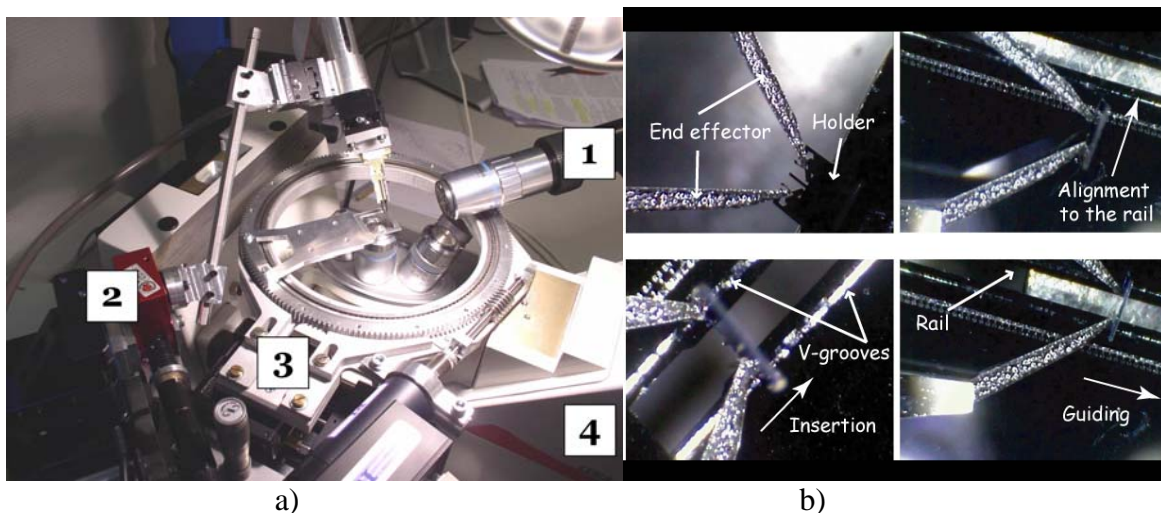 1
2
3
4
a)
End effector
Holder
Alignment
to the rail
V-grooves
Insertion
Rail
Guiding
b)